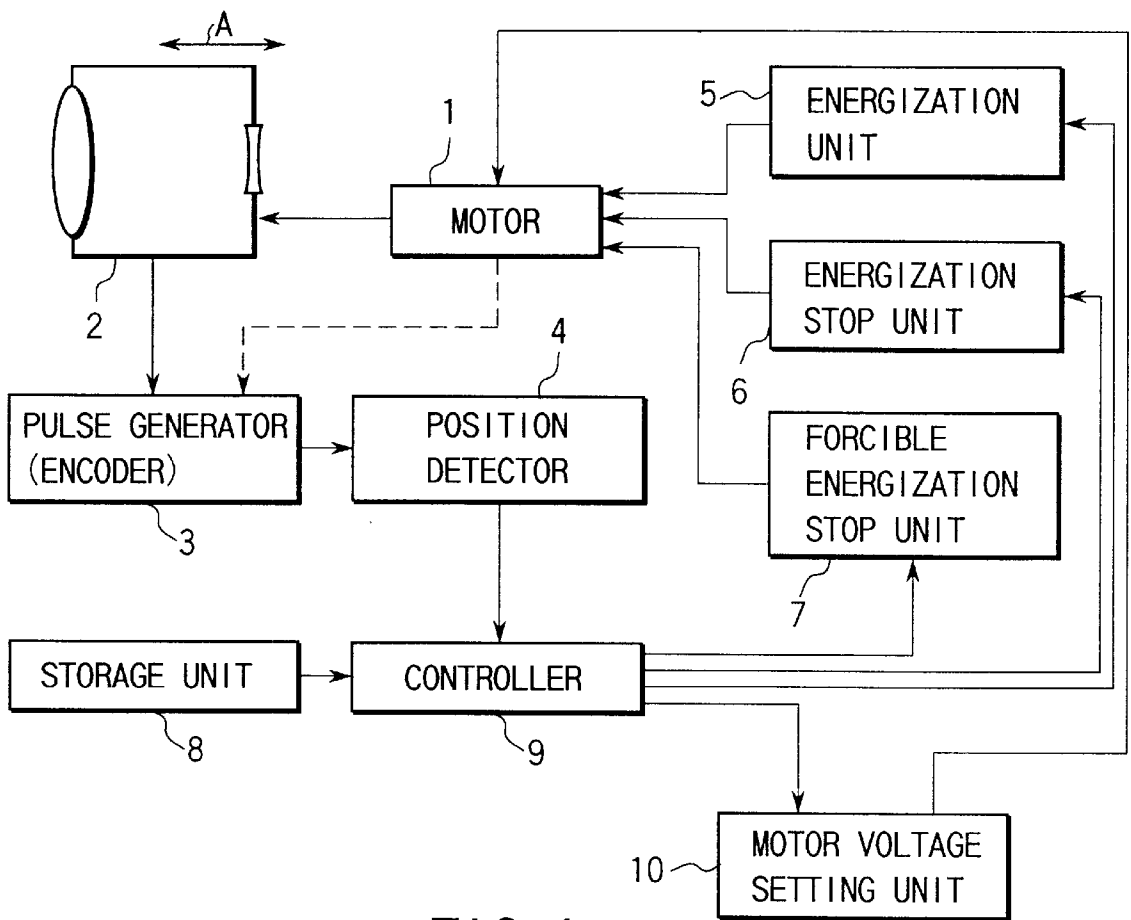 A
1
MOTOR
2
5
ENERGIZATION
UNIT
ENERGIZATION
STOP UNIT
6
PULSE GENERATOR
(ENCODER)
3
4
POSITION
DETECTOR
FORCIBLE
ENERGIZATION
STOP UNIT
7
STORAGE UNIT
8
CONTROLLER
9
MOTOR VOLTAGE
SETTING UNIT
10